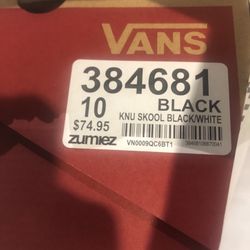 VANS
384681
10
BLACK
$74.95
KNU SKOOL BLACK/WHITE
zumiez
VN0009QC6BT1